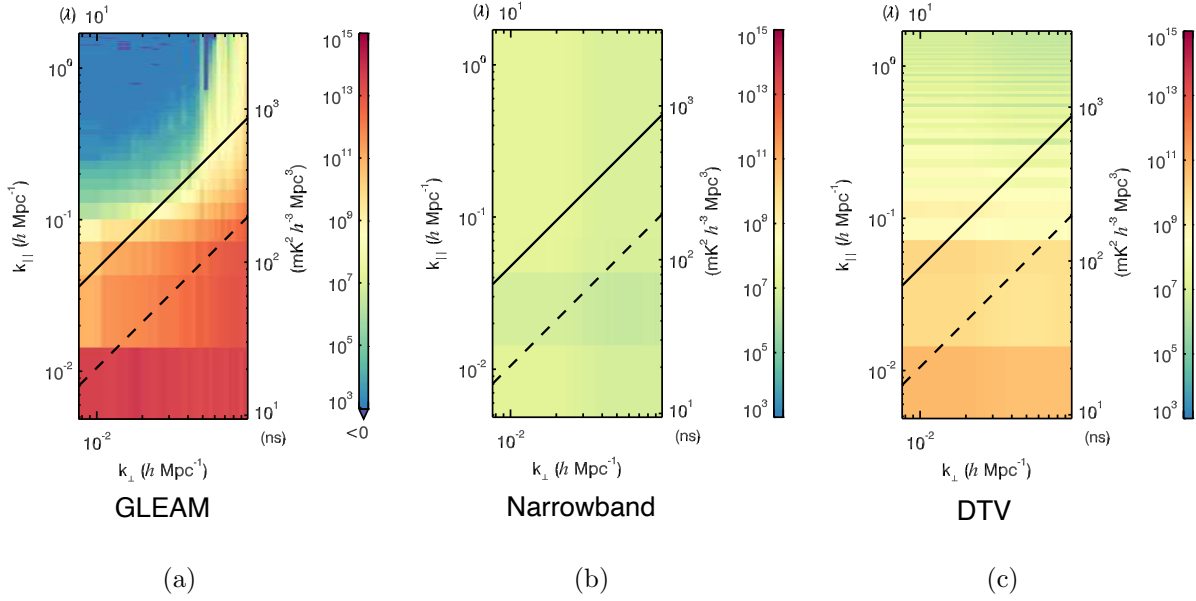 (λ) 10¹
10⁰
10⁻¹
10⁻²
k|| (h Mpc⁻¹)
10³
10²
10¹
(ns)
10⁻²
k⊥ (h Mpc⁻¹)
10¹⁵
10¹³
10¹¹
10⁹
10⁷
10⁵
10³
<0
(mK² h⁻³ Mpc³)
GLEAM
(a)
(λ) 10¹
10⁰
10⁻¹
10⁻²
k|| (h Mpc⁻¹)
10³
10²
10¹
(ns)
10⁻²
k⊥ (h Mpc⁻¹)
10¹⁵
10¹³
10¹¹
10⁹
10⁷
10⁵
10³
(mK² h⁻³ Mpc³)
Narrowband
(b)
(λ) 10¹
10⁰
10⁻¹
10⁻²
k|| (h Mpc⁻¹)
10³
10²
10¹
(ns)
10⁻²
k⊥ (h Mpc⁻¹)
10¹⁵
10¹³
10¹¹
10⁹
10⁷
10⁵
10³
(mK² h⁻³ Mpc³)
DTV
(c)